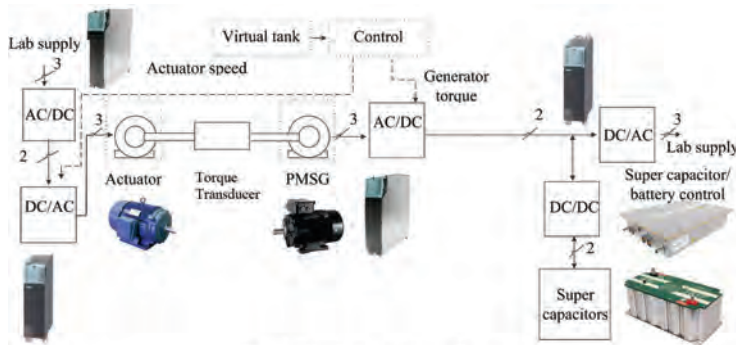 Lab supply
3
Actuator speed
Virtual tank
Control
Generator
torque
AC/DC
2
DC/AC
3
Actuator
Torque
Transducer
PMSG
3
AC/DC
2
DC/AC
3
Lab supply
DC/DC
Super capacitor/
battery control
2
Super
capacitors